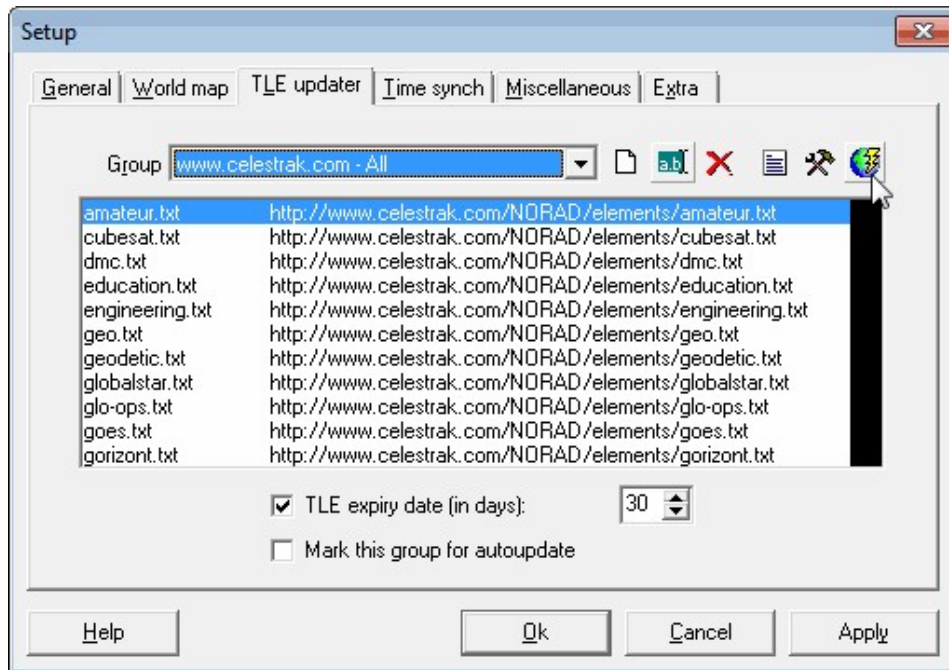 Setup
General World map TLE updater Time synch Miscellaneous Extra
Group www.celestrak.com - All a.b
amateur.txt http://www.celestrak.com/NORAD/elements/amateur.txt
cubesat.txt http://www.celestrak.com/NORAD/elements/cubesat.txt
dmc.txt http://www.celestrak.com/NORAD/elements/dmc.txt
education.txt http://www.celestrak.com/NORAD/elements/education.txt
engineering.txt http://www.celestrak.com/NORAD/elements/engineering.txt
geo.txt http://www.celestrak.com/NORAD/elements/geo.txt
geodetic.txt http://www.celestrak.com/NORAD/elements/geodetic.txt
globalstar.txt http://www.celestrak.com/NORAD/elements/globalstar.txt
glo-ops.txt http://www.celestrak.com/NORAD/elements/glo-ops.txt
goes.txt http://www.celestrak.com/NORAD/elements/goes.txt
gorizont.txt http://www.celestrak.com/NORAD/elements/gorizont.txt
TLE expiry date (in days): 30
Mark this group for autoupdate
Help Ok Cancel Apply